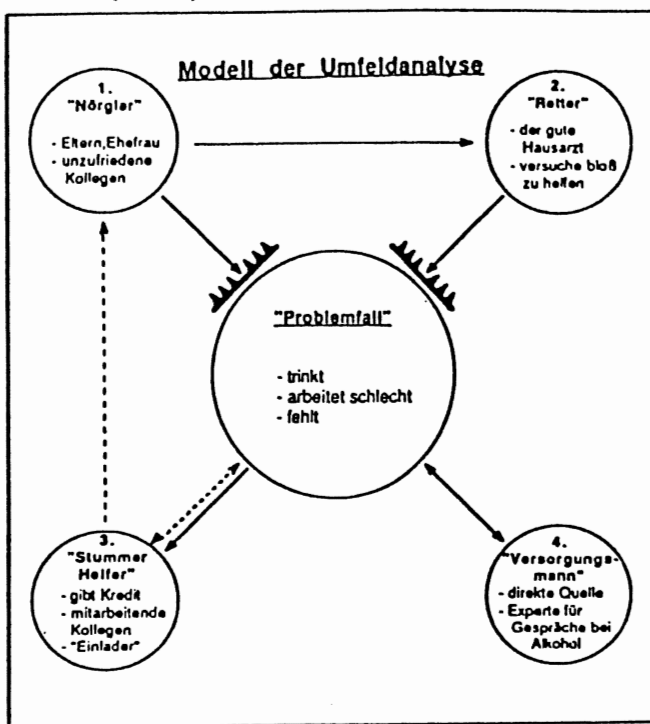 Modell der Umfeldanalyse
1.
"Nörgler"
- Eltern,Ehefrau
- unzufriedene
Kollegen
2.
"Retter"
- der gute
Hausarzt
- versuche bloß
zu helfen
"Problemfall"
- trinkt
- arbeitet schlecht
- fehlt
3.
"Stummer
Helfer"
- gibt Kredit
- mitarbeitende
Kollegen
- "Einlader"
4.
"Versorgungs-
mann"
- direkte Quelle
- Experte für
Gespräche bei
Alkohol